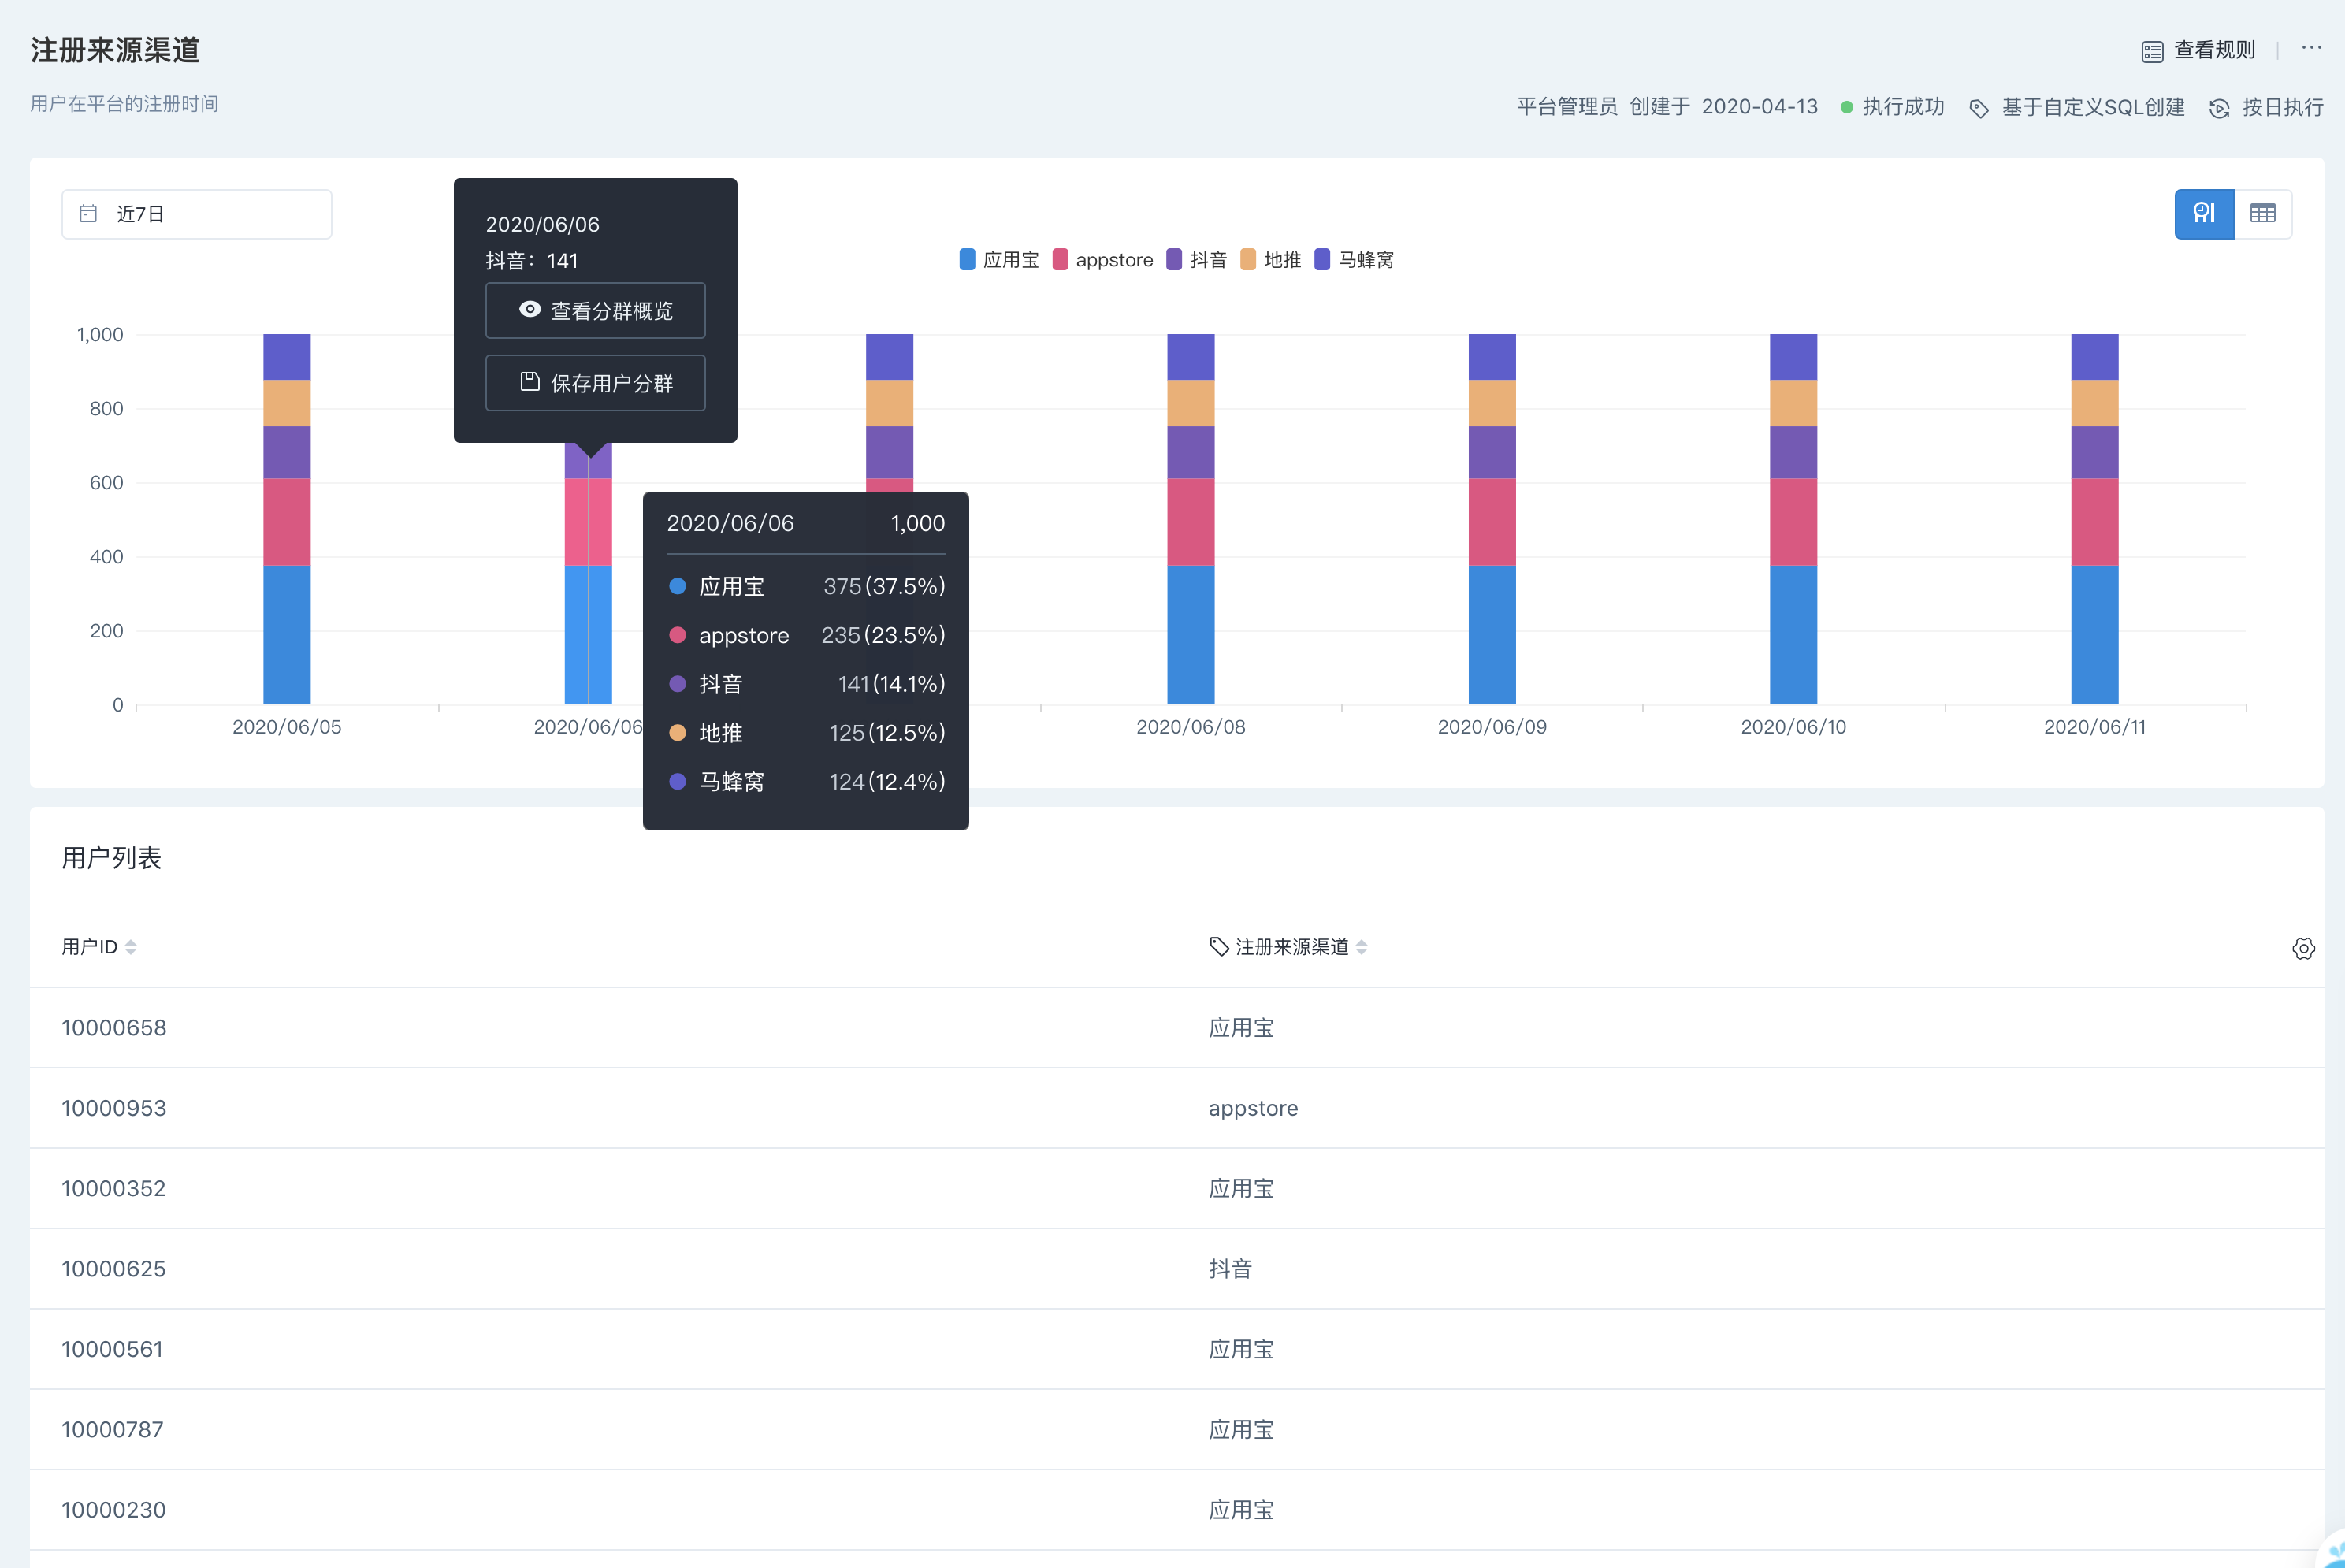 注册来源渠道
查看规则
用户在平台的注册时间
平台管理员 创建于 2020-04-13 执行成功 基于自定义SQL创建 按日执行
近7日
2020/06/06
抖音：141
查看分群概览
保存用户分群
应用宝 appstore 抖音 地推 马蜂窝
1,000
800
600
400
200
0
2020/06/05
2020/06/06
2020/06/08
2020/06/09
2020/06/10
2020/06/11
2020/06/06 1,000
应用宝 375(37.5%)
appstore 235(23.5%)
抖音 141(14.1%)
地推 125(12.5%)
马蜂窝 124(12.4%)
用户列表
用户ID 注册来源渠道
10000658 应用宝
10000953 appstore
10000352 应用宝
10000625 抖音
10000561 应用宝
10000787 应用宝
10000230 应用宝